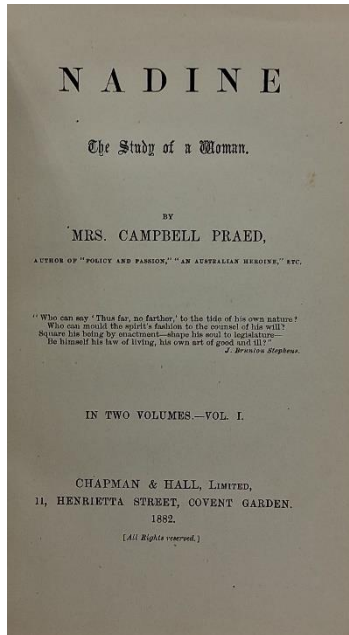 NADINE
The Study of a Woman.
BY
MRS. CAMPBELL PRAED,
AUTHOR OF "POLICY AND PASSION," "AN AUSTRALIAN HEROINE," ETC.
"Who can say 'Thus far, no farther,' to the tide of his own nature?
Who can mould the spirit's fashion to the counsel of his will?
Square his being by enactment—shape his soul to legislature—
Be himself his law of living, his own art of good and ill?"
J. Brunton Stephens.
IN TWO VOLUMES.—VOL. I.
CHAPMAN & HALL, LIMITED,
11, HENRIETTA STREET, COVENT GARDEN.
1882.
[All Rights reserved.]